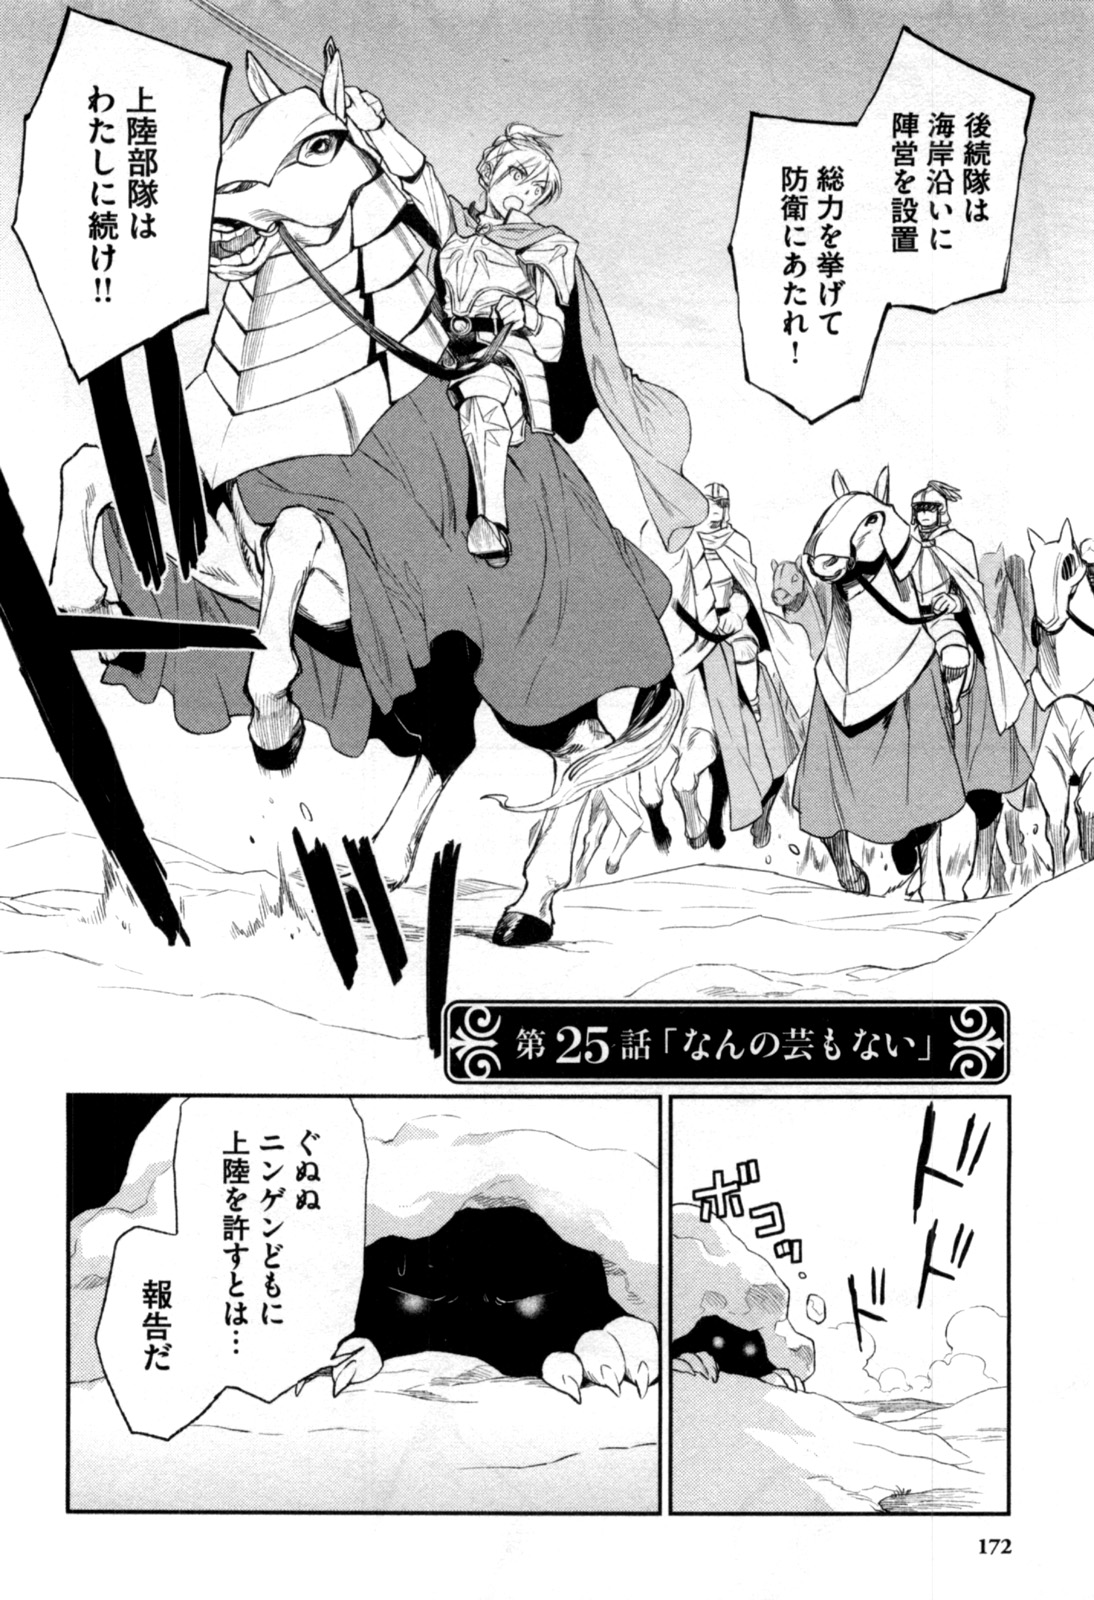 後続隊は
海岸沿いに
陣営を設置
総力を挙げて
防衛にあたれ！
上陸部隊は
わたしに続け!!
第25話「なんの芸もない」
ドドド
ボコッ
ぐぬぬ
ニンゲンどもに
上陸を許すとは…
報告だ
172